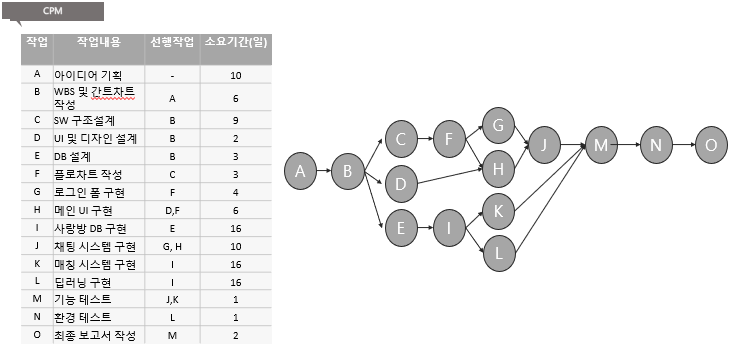 CPM
작업 작업내용 선행작업 소요기간(일)
A 아이디어 기획 - 10
B WBS 및 간트차트 작성 A 6
C SW 구조설계 B 9
D UI 및 디자인 설계 B 2
E DB 설계 B 3
F 플로차트 작성 C 3
G 로그인 폼 구현 F 4
H 메인 UI 구현 D,F 6
I 사랑방 DB 구현 E 16
J 채팅 시스템 구현 G, H 10
K 매칭 시스템 구현 I 16
L 딥러닝 구현 I 16
M 기능 테스트 J,K 1
N 환경 테스트 L 1
O 최종 보고서 작성 M 2
A B C F G J M N O
D H
E I K
L